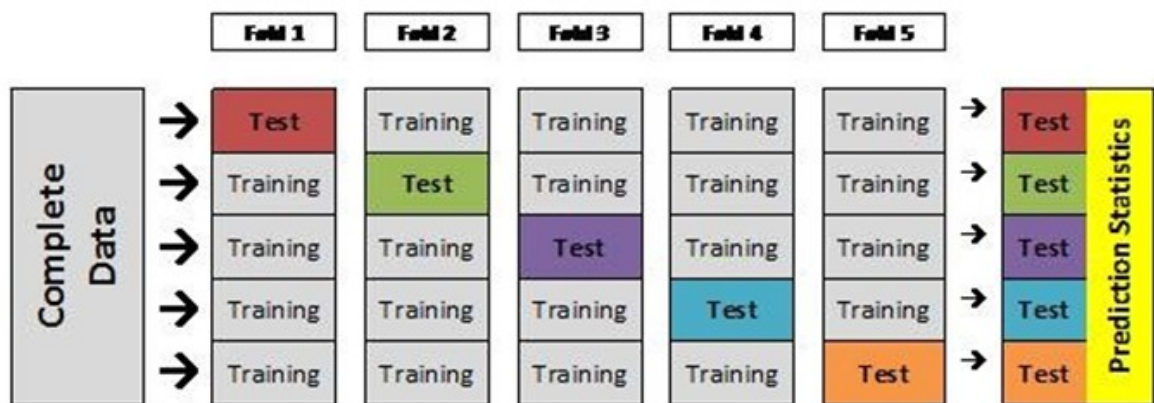 Fold 1 Fold 2 Fold 3 Fold 4 Fold 5
Complete
Data
Test Training Training Training Training Test
Training Test Training Training Training Test
Training Training Test Training Training Test
Training Training Training Test Training Test
Training Training Training Training Test Test
Prediction Statistics